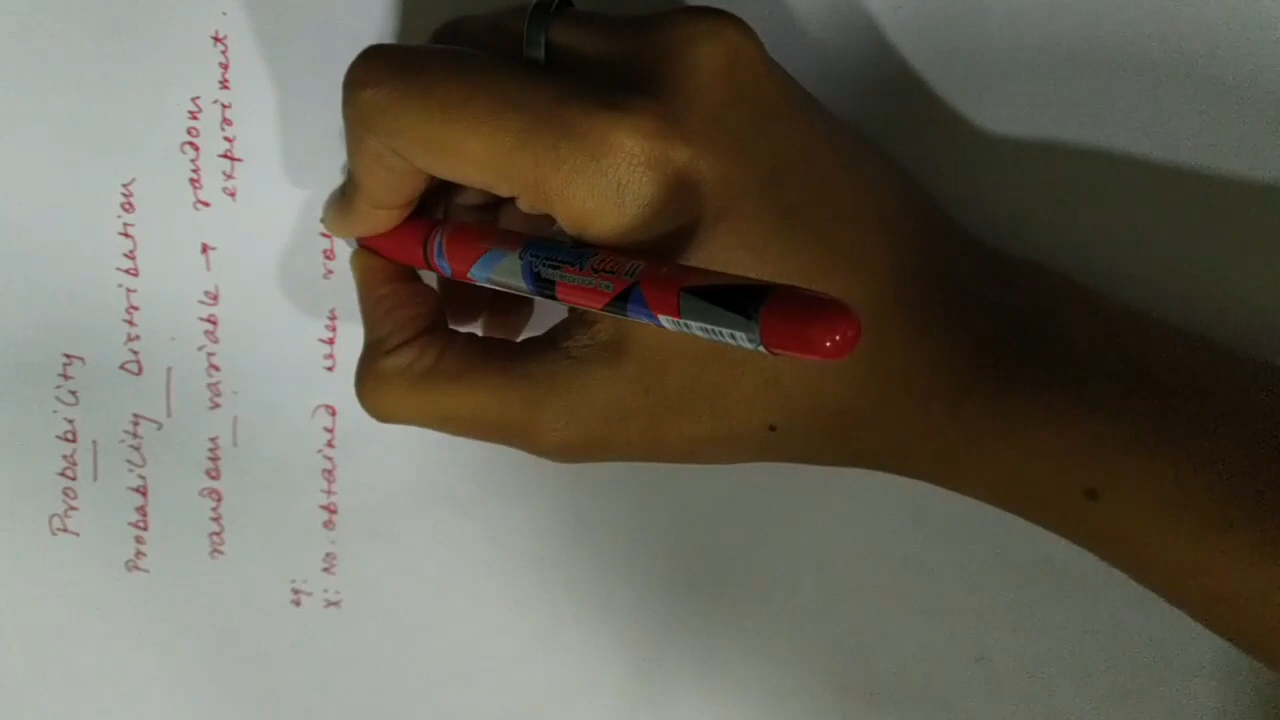 Probability
Probability Distribution
random variable → random
experiment.
eg:
X: No. obtained when